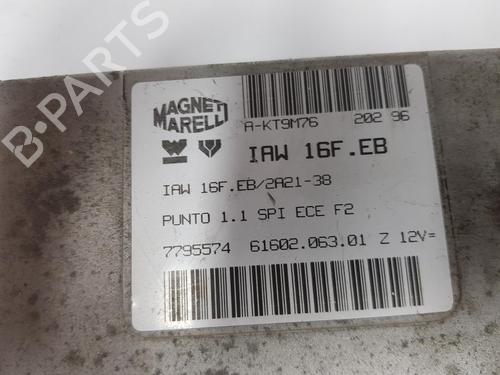 B-PARTS
MAGNETI
MARELLI
A-KT9M76 202 96
IAW 16F.EB
IAW 16F.EB/2A21-38
PUNTO 1.1 SPI ECE F2
7795574 61602.063.01 Z 12V=